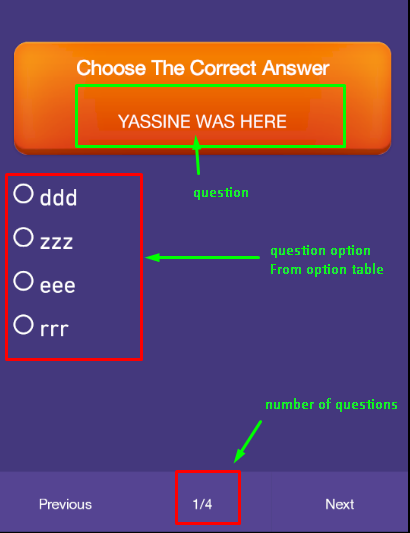 Choose The Correct Answer
YASSINE WAS HERE
question
ddd
zzz
eee
rrr
question option
From option table
number of questions
Previous
1/4
Next